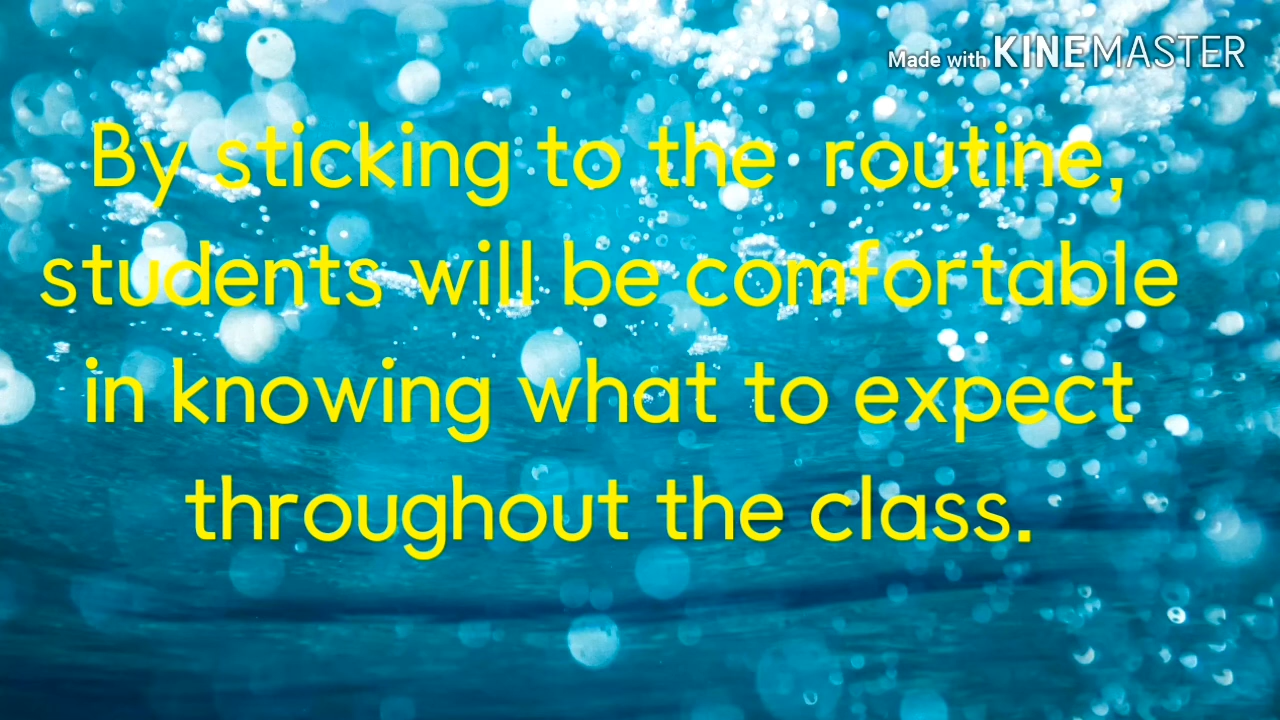 Made with KINEMASTER
By sticking to the routine,
students will be comfortable
in knowing what to expect
throughout the class.